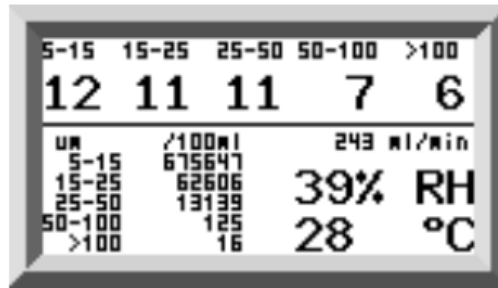 5-15 15-25 25-50 50-100 >100
12 11 11 7 6
um /100ml 243 ml/min
5-15 675647
15-25 62606
25-50 13139
50-100 125
>100 16
39% RH
28 °C